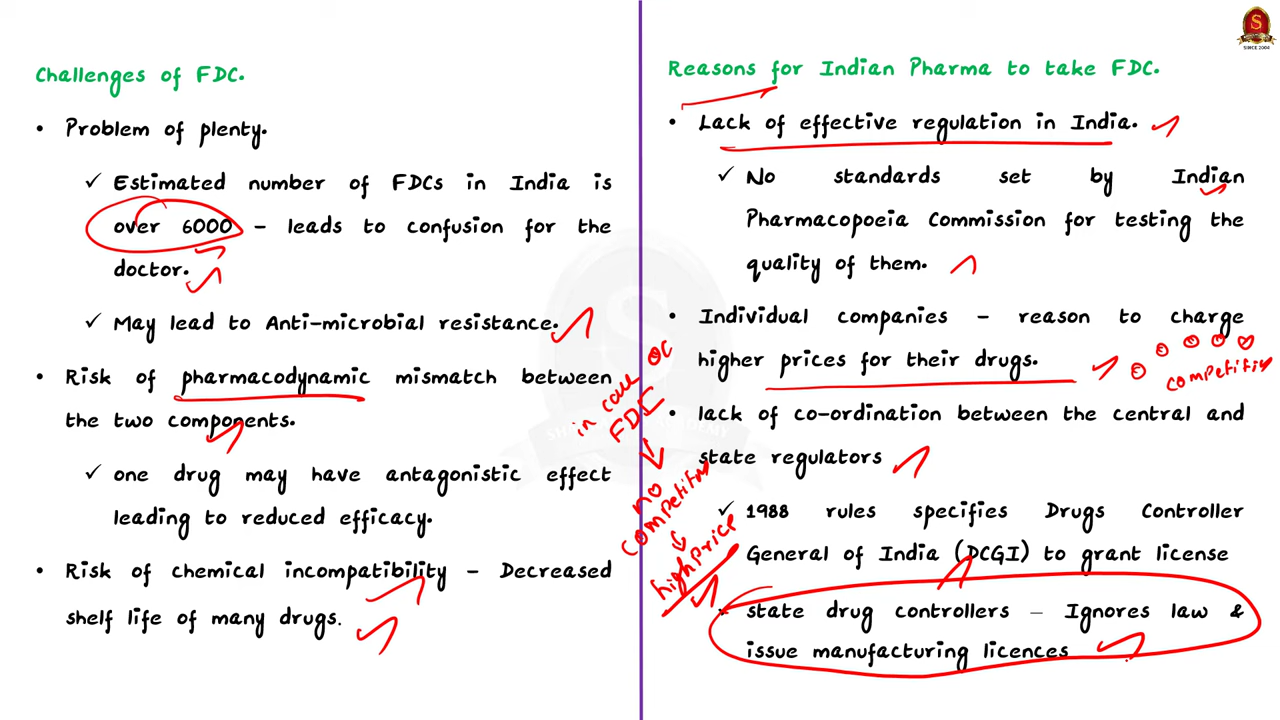 Challenges of FDC.
• Problem of plenty.
✓ Estimated number of FDCs in India is
over 6000 – leads to confusion for the
doctor.
✓ May lead to Anti-microbial resistance.
• Risk of pharmacodynamic mismatch between
the two components.
✓ one drug may have antagonistic effect
leading to reduced efficacy.
• Risk of chemical incompatibility – Decreased
shelf life of many drugs.
in case of
FDC
no
competitors
high price
Reasons for Indian Pharma to take FDC.
• Lack of effective regulation in India.
✓ No standards set by Indian
Pharmacopoeia Commission for testing the
quality of them.
• Individual companies – reason to charge
higher prices for their drugs.
competitors
• lack of co-ordination between the central and
state regulators
✓ 1988 rules specifies Drugs Controller
General of India (DCGI) to grant license
state drug controllers – Ignores law &
issue manufacturing licences
S
SINCE 2004